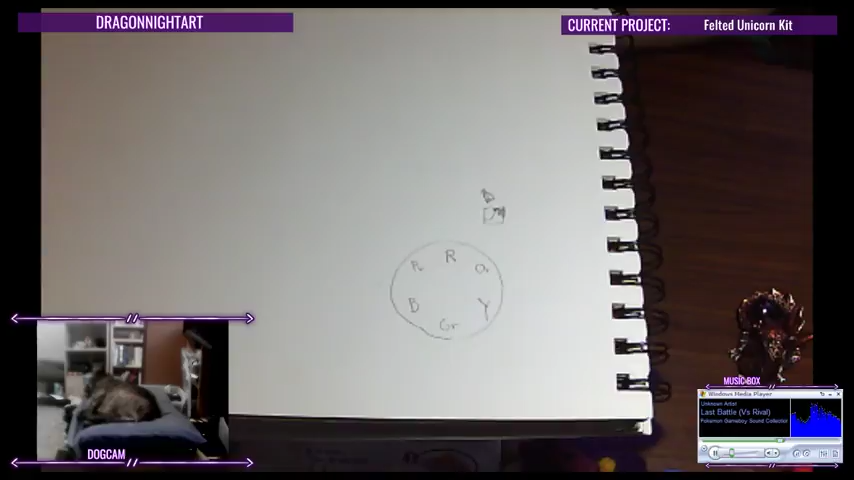 DRAGONNIGHTART
CURRENT PROJECT: Felted Unicorn Kit
R
R
O
B
Y
Gr
//
//
DOGCAM
//
MUSIC BOX
//
Windows Media Player
Unknown Artist
Last Battle (Vs Rival)
Pokemon Gameboy Sound Collection
//